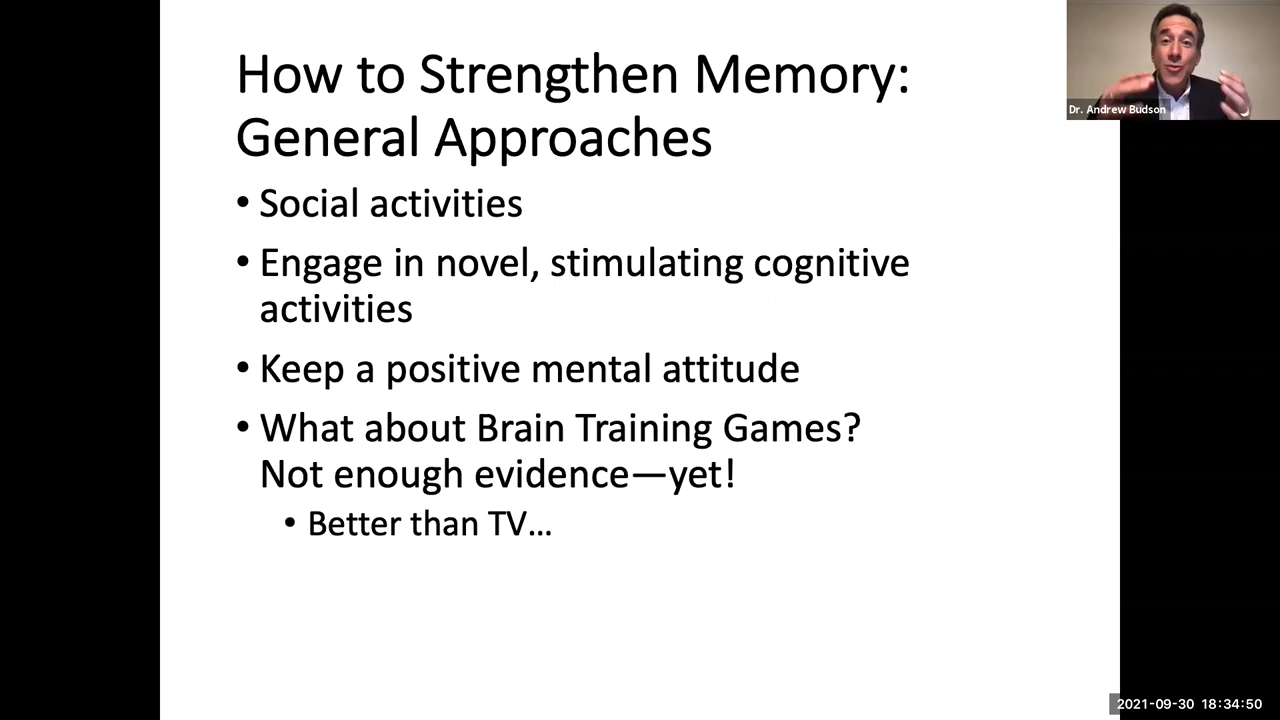 How to Strengthen Memory:
General Approaches
• Social activities
• Engage in novel, stimulating cognitive
activities
• Keep a positive mental attitude
• What about Brain Training Games?
Not enough evidence—yet!
• Better than TV...
Dr. Andrew Budson
2021-09-30 18:34:50